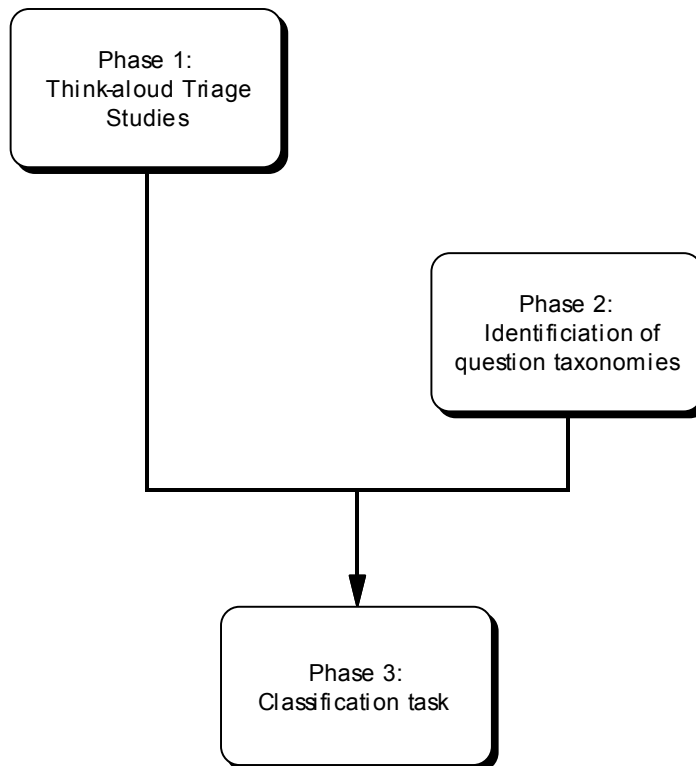 Phase 1:
Think-aloud Triage
Studies
Phase 2:
Identificiation of
question taxonomies
Phase 3:
Classification task